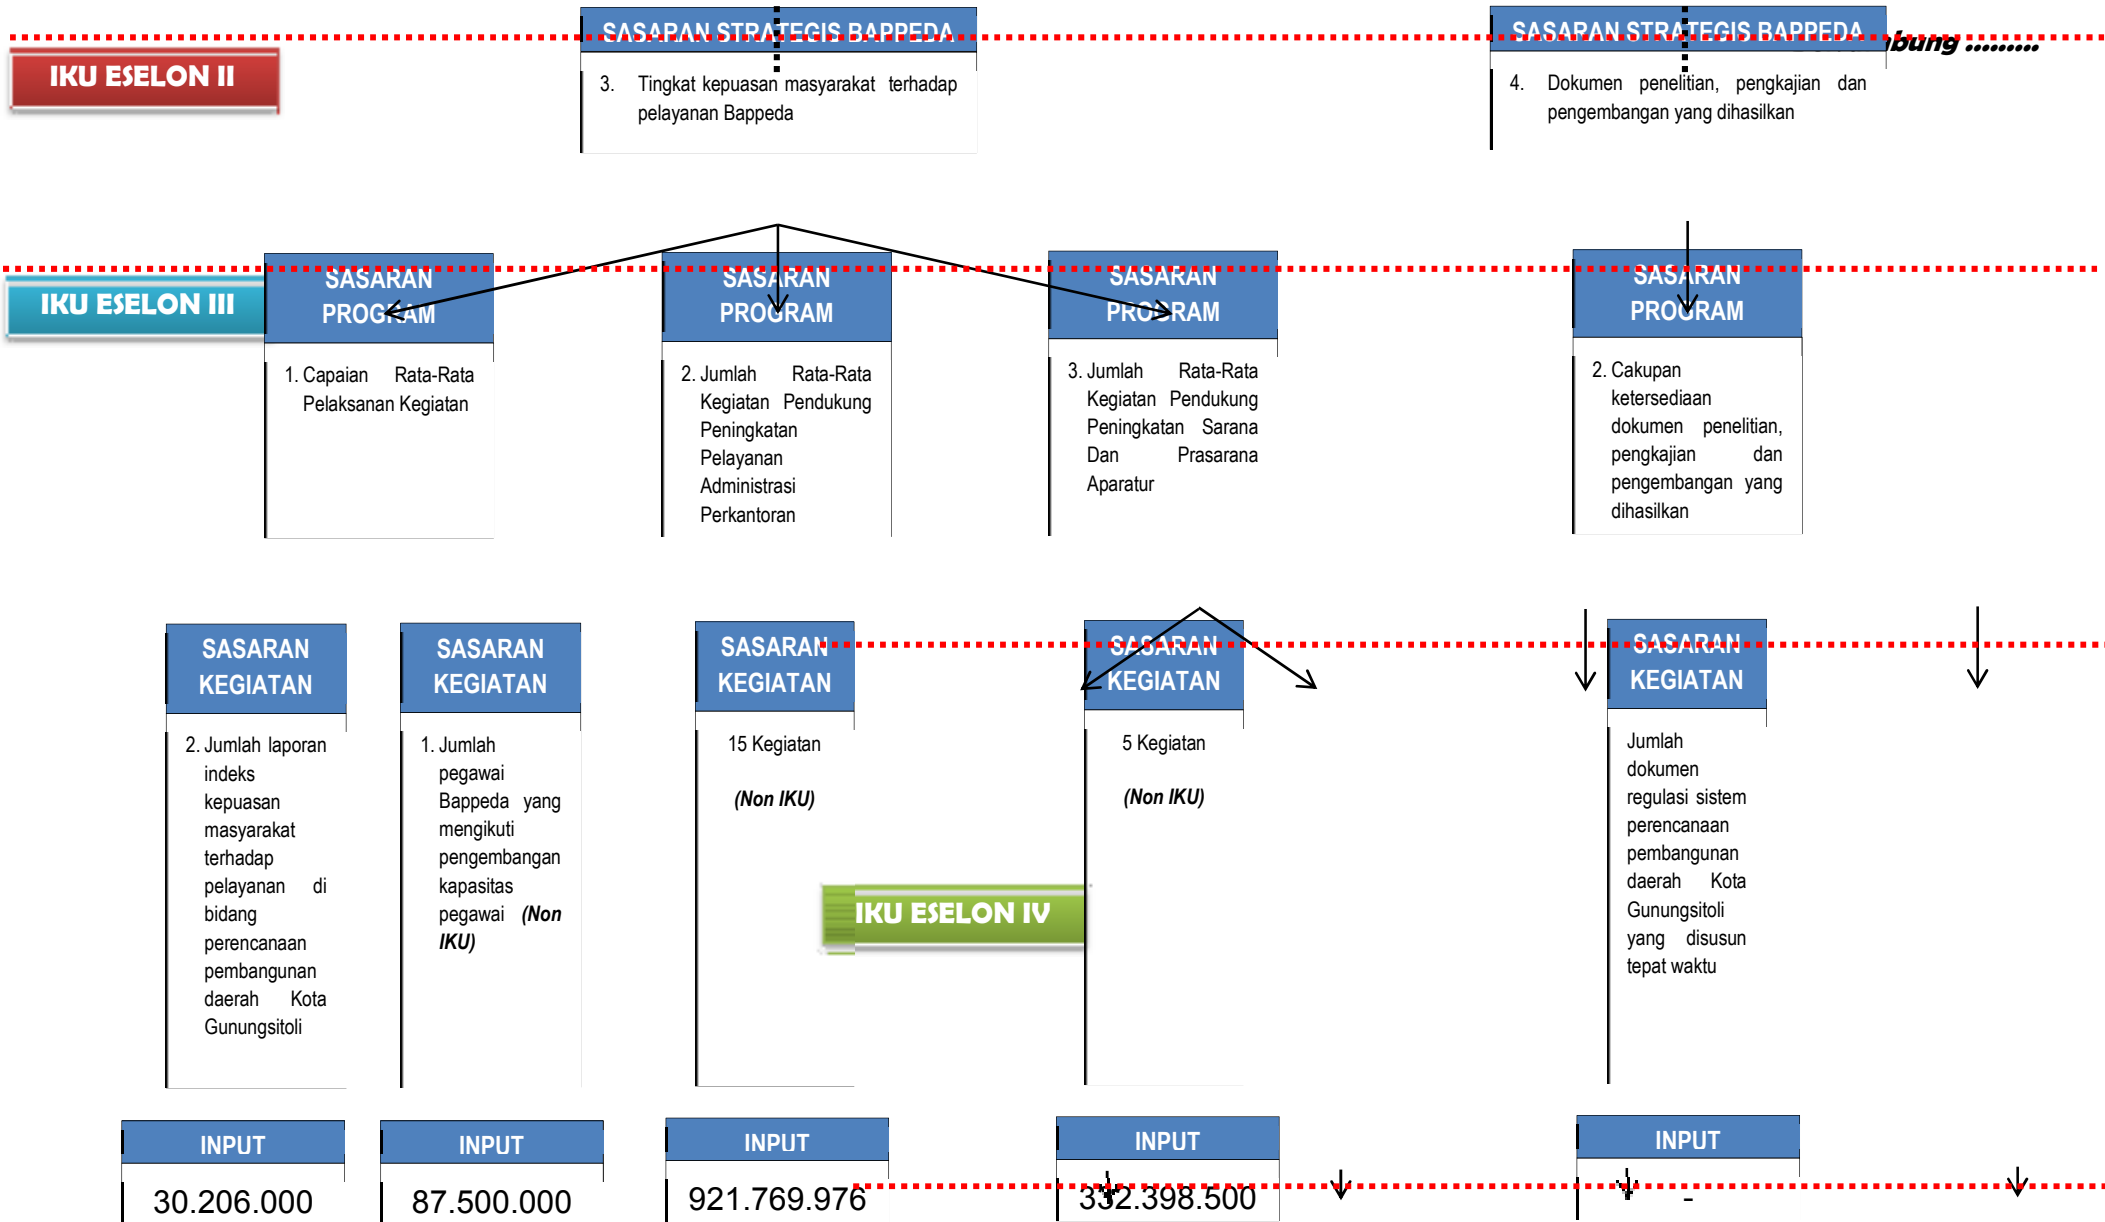 SASARAN STRATEGIS BAPPEDA
SASARAN STRATEGIS BAPPEDA
bung .........
IKU ESELON II
3. Tingkat kepuasan masyarakat terhadap
pelayanan Bappeda
4. Dokumen penelitian, pengkajian dan
pengembangan yang dihasilkan
IKU ESELON III
SASARAN
PROGRAM
1. Capaian Rata-Rata
Pelaksanan Kegiatan
SASARAN
PROGRAM
2. Jumlah Rata-Rata
Kegiatan Pendukung
Peningkatan
Pelayanan
Administrasi
Perkantoran
SASARAN
PROGRAM
3. Jumlah Rata-Rata
Kegiatan Pendukung
Peningkatan Sarana
Dan Prasarana
Aparatur
SASARAN
PROGRAM
2. Cakupan
ketersediaan
dokumen penelitian,
pengkajian dan
pengembangan yang
dihasilkan
SASARAN
KEGIATAN
2. Jumlah laporan
indeks
kepuasan
masyarakat
terhadap
pelayanan di
bidang
perencanaan
pembangunan
daerah Kota
Gunungsitoli
SASARAN
KEGIATAN
1. Jumlah
pegawai
Bappeda yang
mengikuti
pengembangan
kapasitas
pegawai (Non
IKU)
SASARAN
KEGIATAN
15 Kegiatan
(Non IKU)
IKU ESELON IV
SASARAN
KEGIATAN
5 Kegiatan
(Non IKU)
SASARAN
KEGIATAN
Jumlah
dokumen
regulasi sistem
perencanaan
pembangunan
daerah Kota
Gunungsitoli
yang disusun
tepat waktu
INPUT
30.206.000
INPUT
87.500.000
INPUT
921.769.976
INPUT
332.398.500
INPUT
-